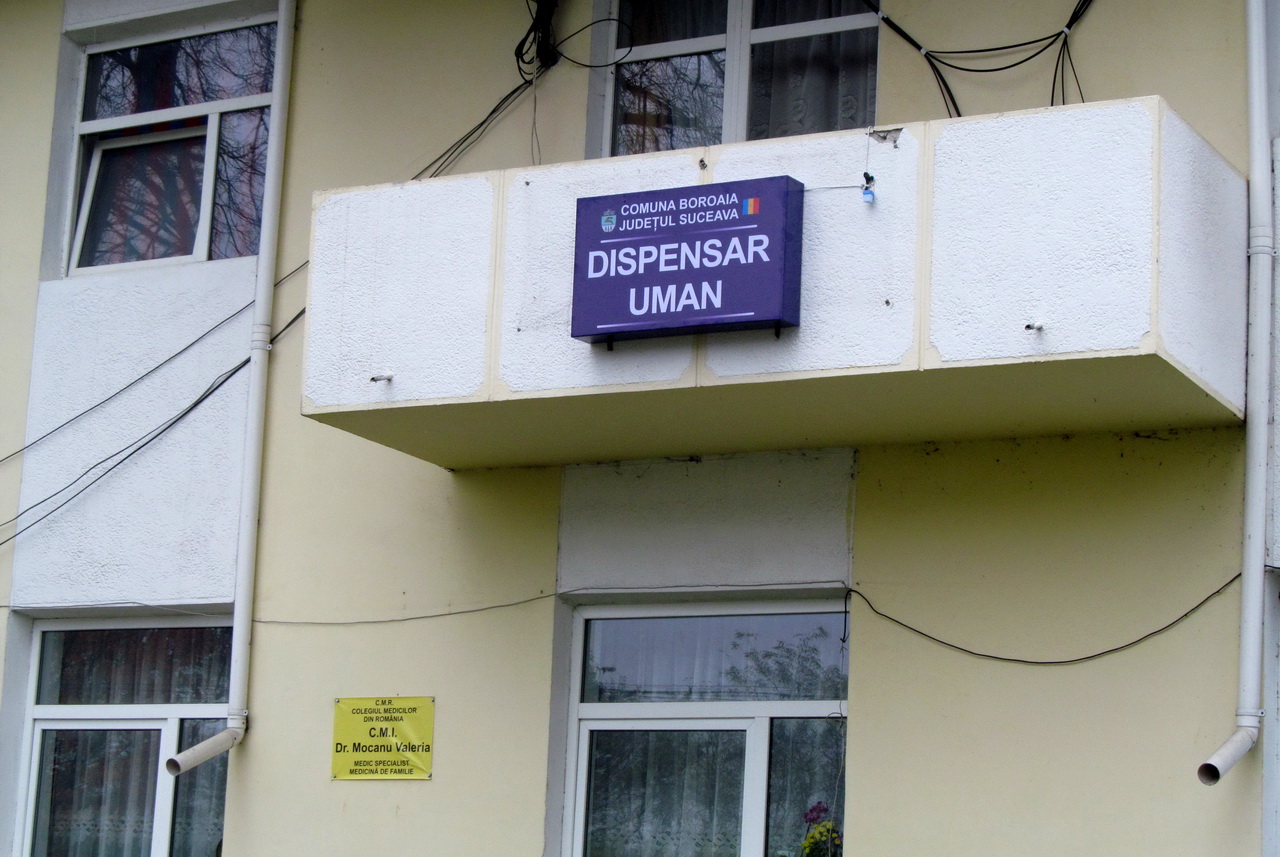 COMUNA BOROAIA
JUDEȚUL SUCEAVA
DISPENSAR
UMAN
C.M.R.
COLEGIUL MEDICILOR
DIN ROMÂNIA
C.M.I.
Dr. Mocanu Valeria
MEDIC SPECIALIST
MEDICINĂ DE FAMILIE